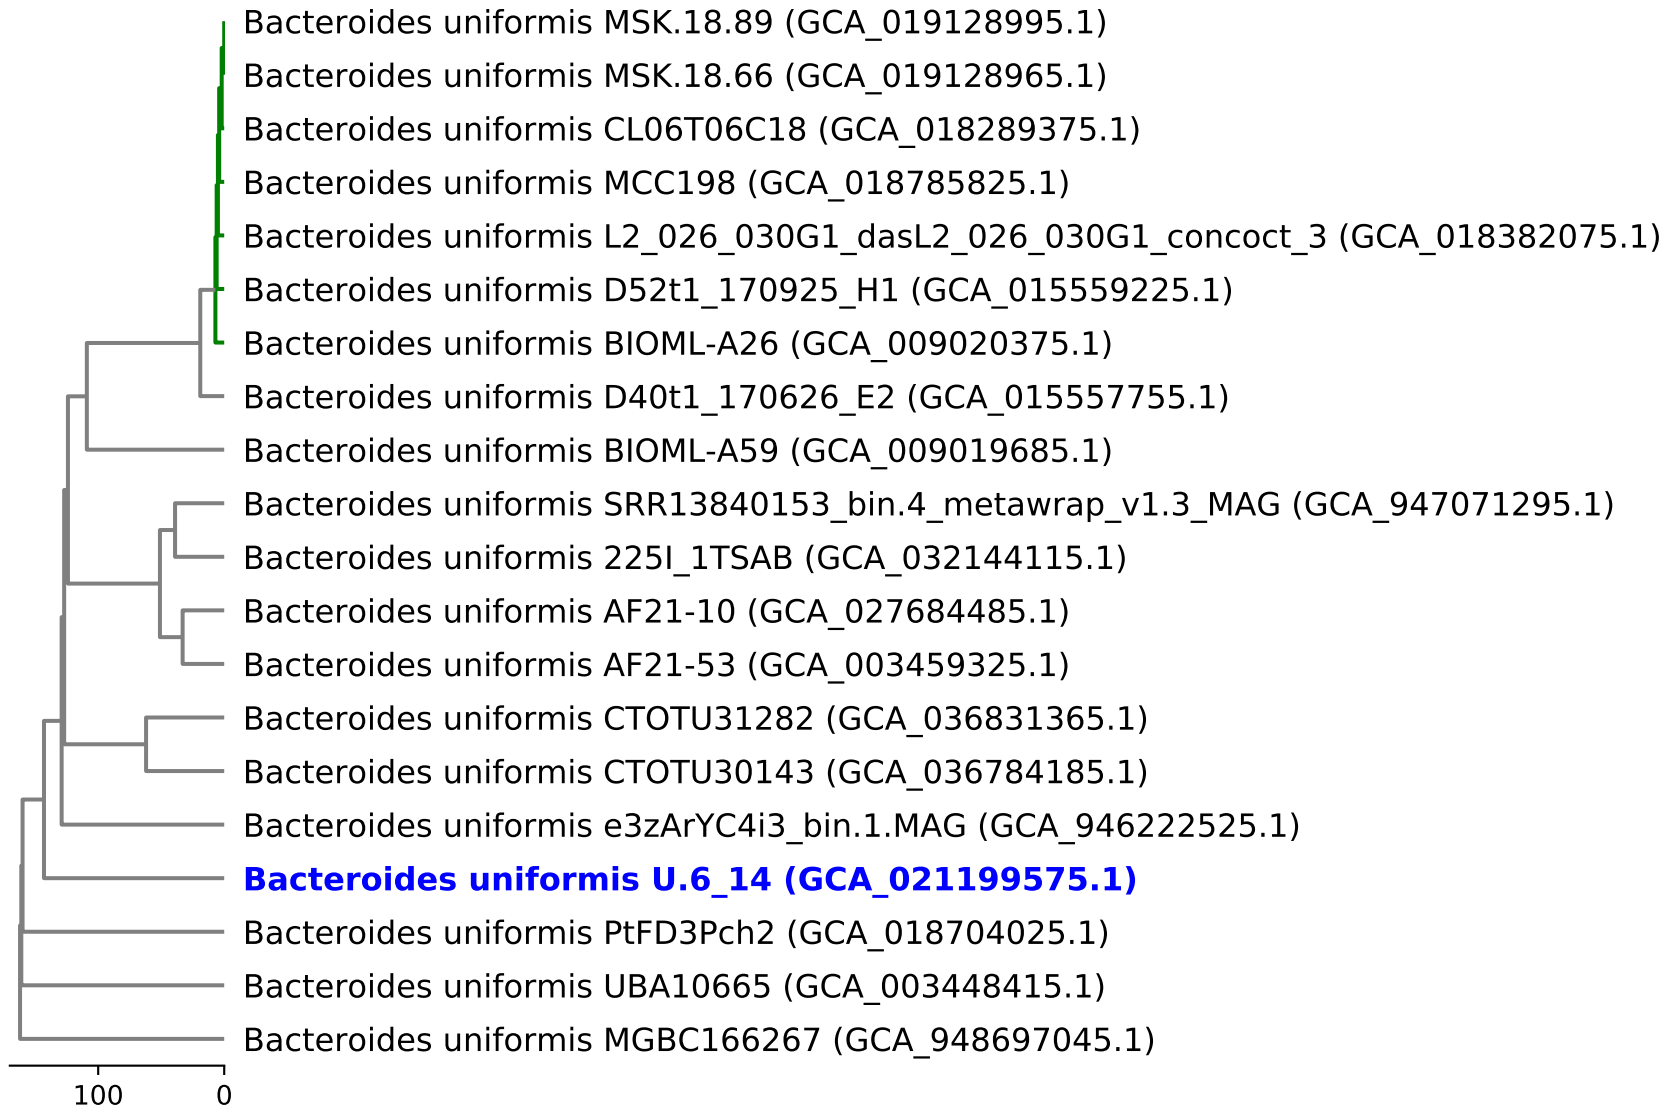 Bacteroides uniformis MSK.18.89 (GCA_019128995.1)
Bacteroides uniformis MSK.18.66 (GCA_019128965.1)
Bacteroides uniformis CL06T06C18 (GCA_018289375.1)
Bacteroides uniformis MCC198 (GCA_018785825.1)
Bacteroides uniformis L2_026_030G1_dasL2_026_030G1_concoct_3 (GCA_018382075.1)
Bacteroides uniformis D52t1_170925_H1 (GCA_015559225.1)
Bacteroides uniformis BIOML-A26 (GCA_009020375.1)
Bacteroides uniformis D40t1_170626_E2 (GCA_015557755.1)
Bacteroides uniformis BIOML-A59 (GCA_009019685.1)
Bacteroides uniformis SRR13840153_bin.4_metawrap_v1.3_MAG (GCA_947071295.1)
Bacteroides uniformis 225I_1TSAB (GCA_032144115.1)
Bacteroides uniformis AF21-10 (GCA_027684485.1)
Bacteroides uniformis AF21-53 (GCA_003459325.1)
Bacteroides uniformis CTOTU31282 (GCA_036831365.1)
Bacteroides uniformis CTOTU30143 (GCA_036784185.1)
Bacteroides uniformis e3zArYC4i3_bin.1.MAG (GCA_946222525.1)
Bacteroides uniformis U.6_14 (GCA_021199575.1)
Bacteroides uniformis PtFD3Pch2 (GCA_018704025.1)
Bacteroides uniformis UBA10665 (GCA_003448415.1)
Bacteroides uniformis MGBC166267 (GCA_948697045.1)
100 0